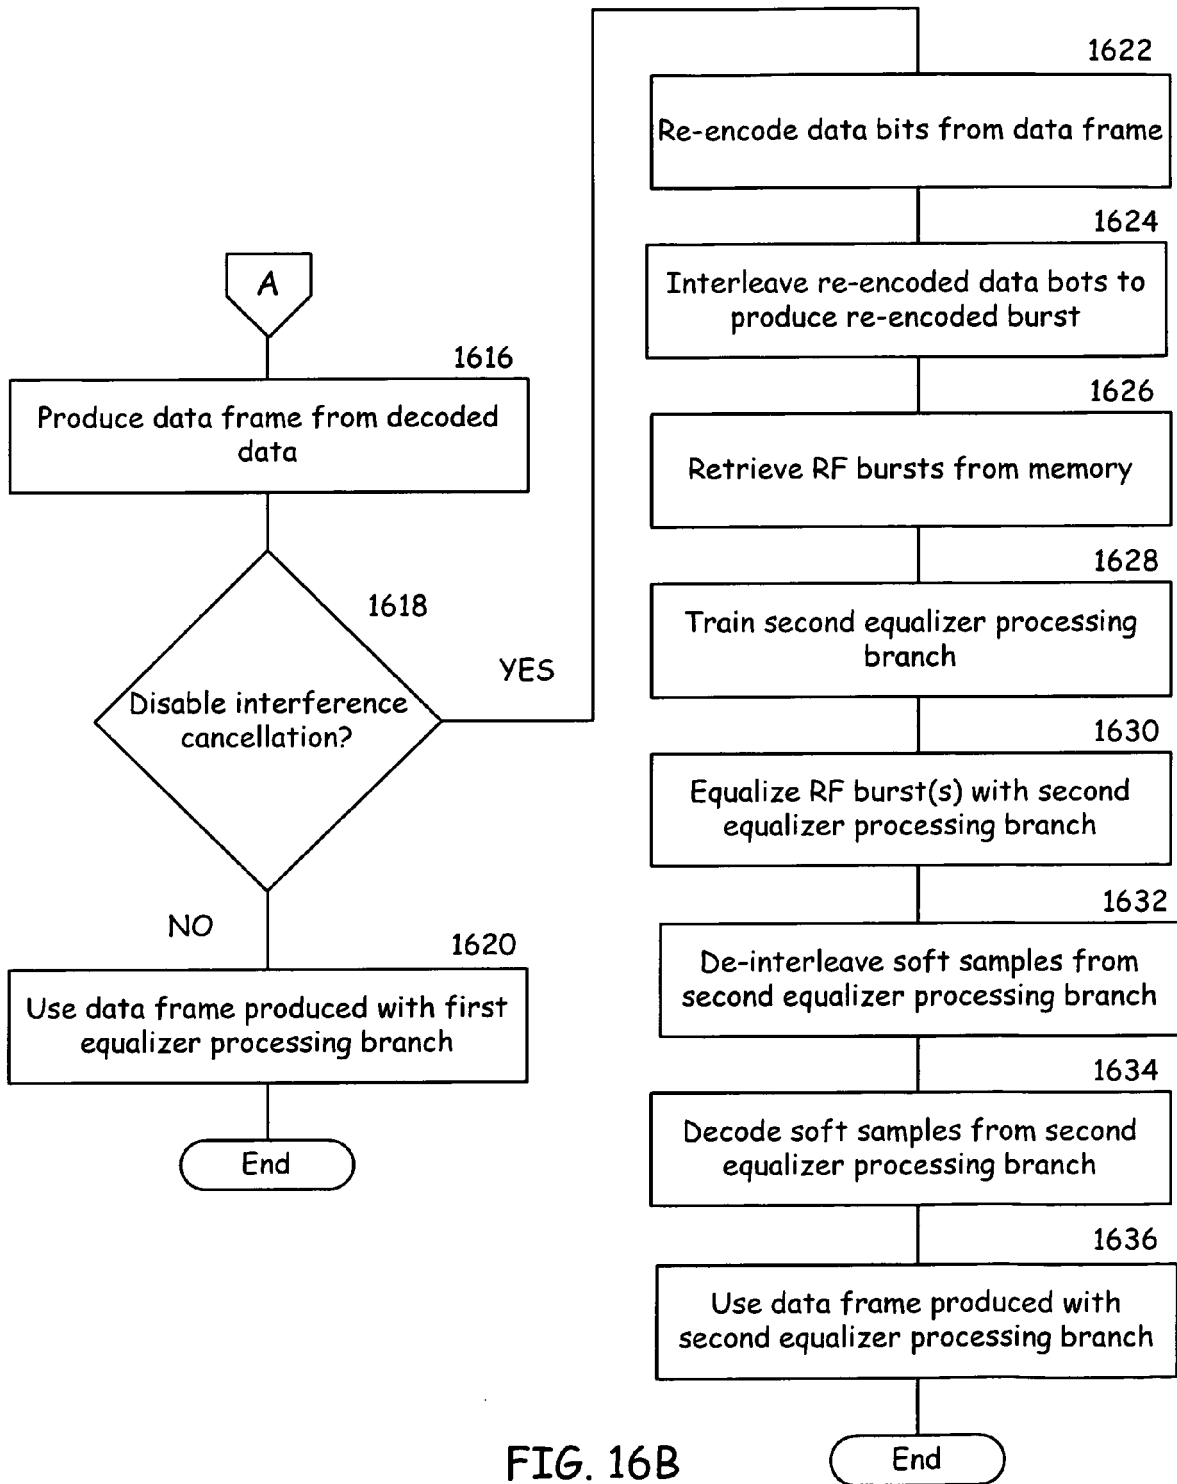 A
1616
Produce data frame from decoded
data
1618
Disable interference
cancellation?
YES
NO
1620
Use data frame produced with first
equalizer processing branch
End
1622
Re-encode data bits from data frame
1624
Interleave re-encoded data bots to
produce re-encoded burst
1626
Retrieve RF bursts from memory
1628
Train second equalizer processing
branch
1630
Equalize RF burst(s) with second
equalizer processing branch
1632
De-interleave soft samples from
second equalizer processing branch
1634
Decode soft samples from second
equalizer processing branch
1636
Use data frame produced with
second equalizer processing branch
End
FIG. 16B